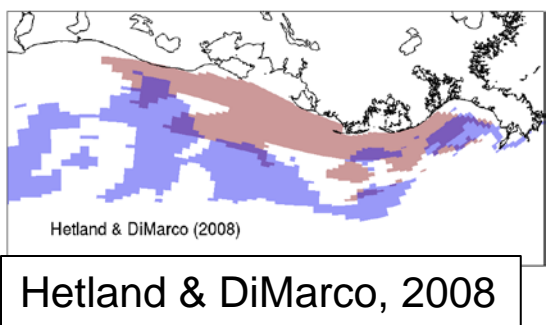 Hetland & DiMarco (2008)
Hetland & DiMarco, 2008